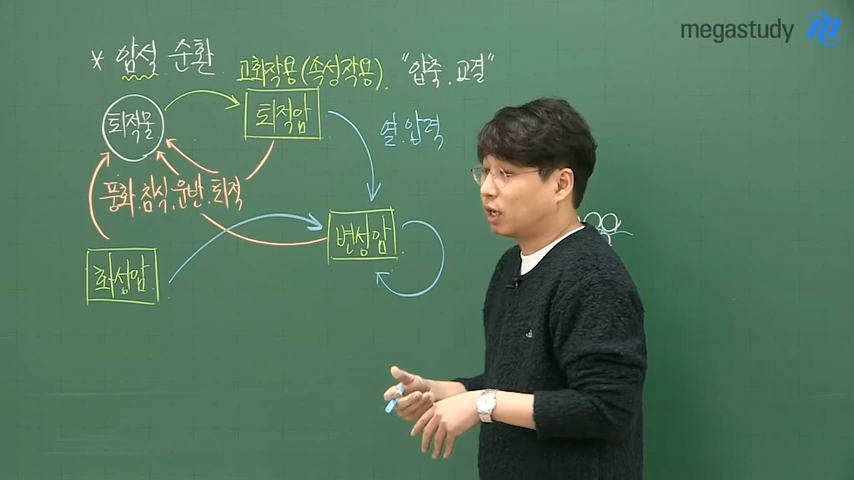 megastudy
* 암석 순환
고화작용(속성작용). "압축.교결"
퇴적물
퇴적암
열.압력
풍화.침식.운반.퇴적
변성암
화성암